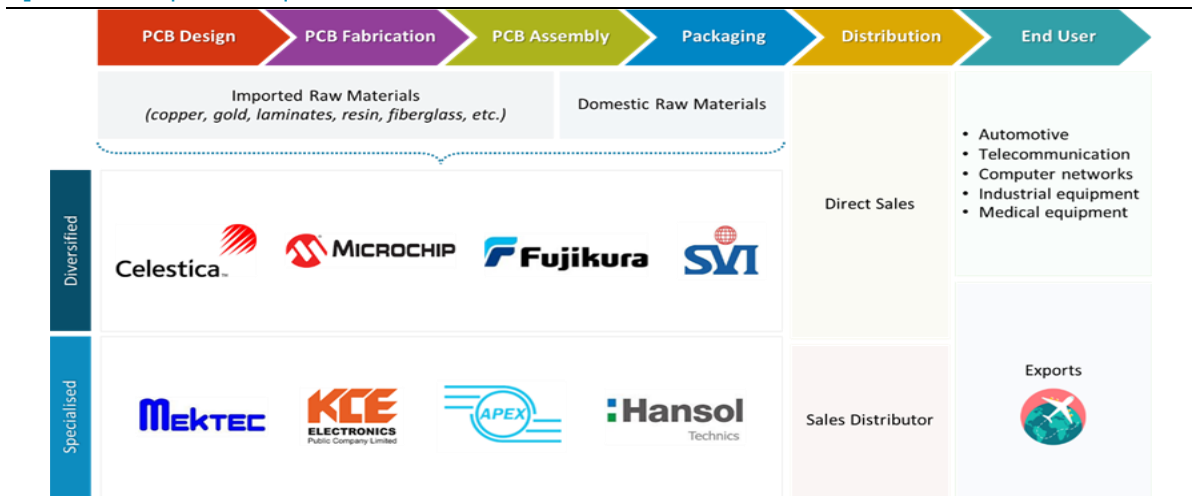 PCB Design
PCB Fabrication
PCB Assembly
Packaging
Distribution
End User
Imported Raw Materials
(copper, gold, laminates, resin, fiberglass, etc.)
Domestic Raw Materials
• Automotive
• Telecommunication
• Computer networks
• Industrial equipment
• Medical equipment
Direct Sales
Diversified
Celestica™
MICROCHIP
Fujikura
SVI
Specialised
MEKTEC
KCE
ELECTRONICS
Public Company Limited
APEX
Hansol
Technics
Sales Distributor
Exports